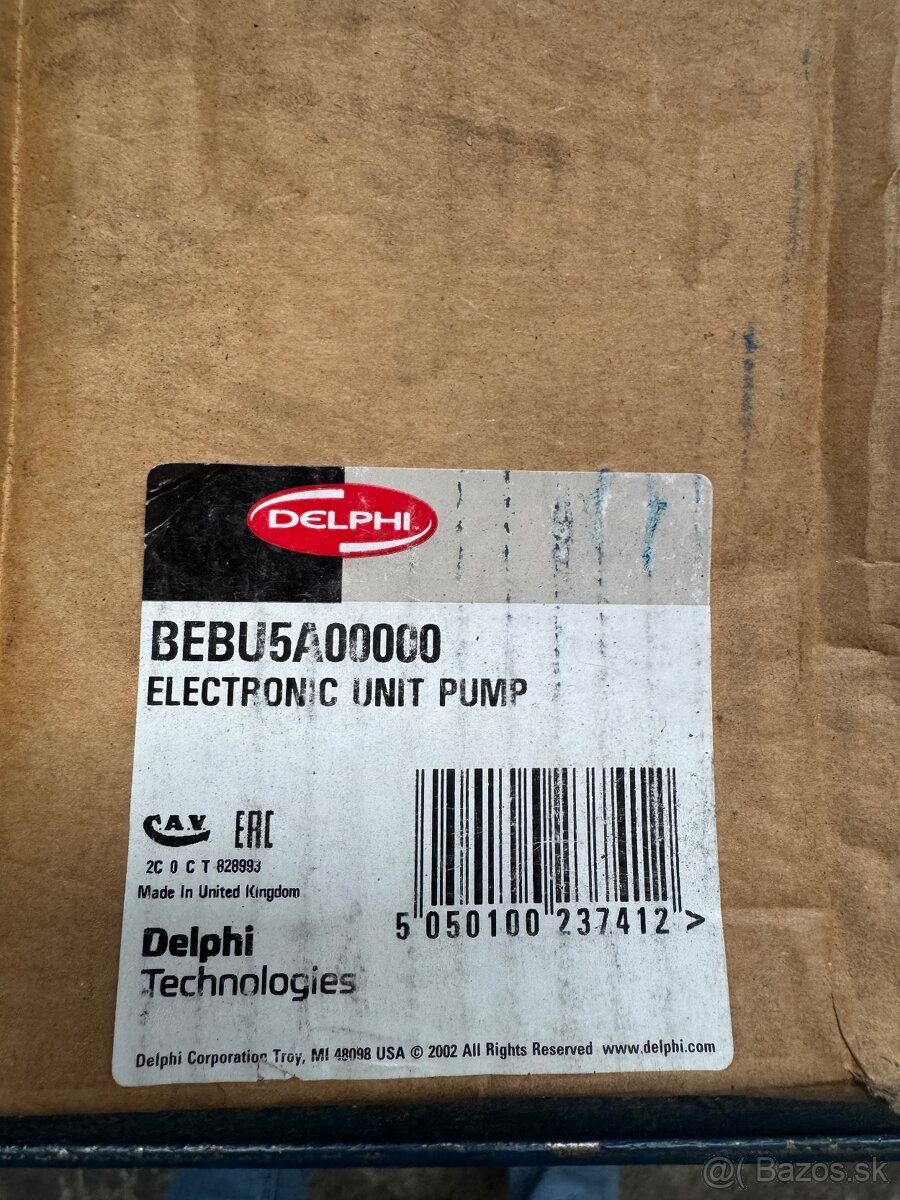 DELPHI
BEBU5A00000
ELECTRONIC UNIT PUMP
C.A.V. EAC
2C 0 C T 828993
Made In United Kingdom
5 050100 237412 >
Delphi
Technologies
Delphi Corporation Troy, MI 48098 USA © 2002 All Rights Reserved www.delphi.com
@( Bazos.sk